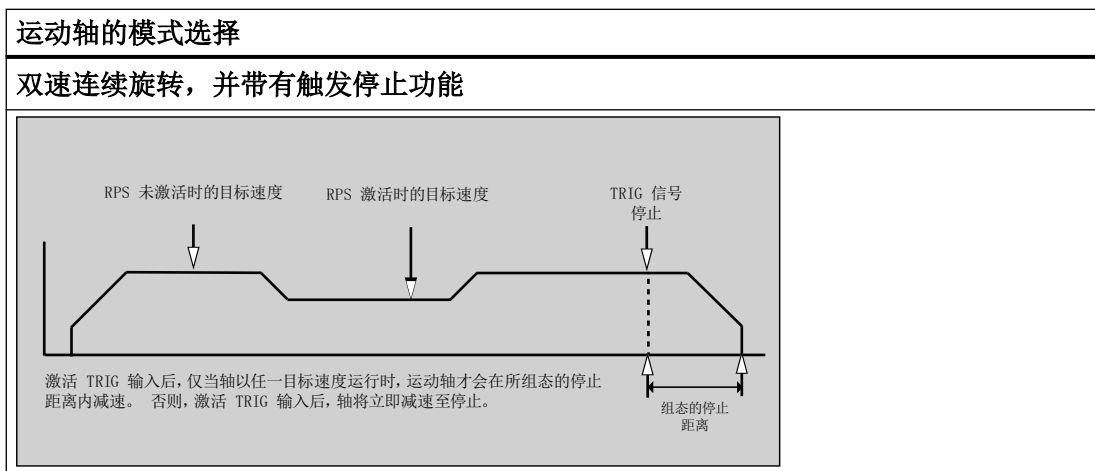 运动轴的模式选择
双速连续旋转，并带有触发停止功能
RPS 未激活时的目标速度
RPS 激活时的目标速度
TRIG 信号
停止
激活 TRIG 输入后，仅当轴以任一目标速度运行时，运动轴才会在所组态的停止
距离内减速。 否则，激活 TRIG 输入后，轴将立即减速至停止。
组态的停止
距离